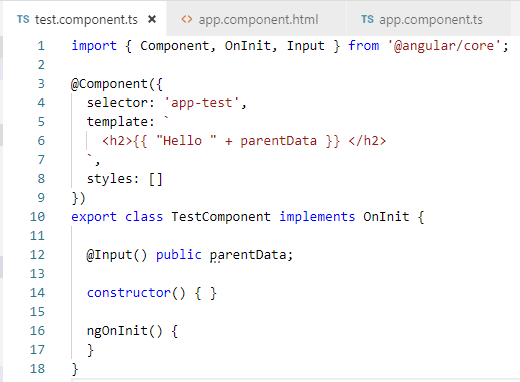 TS test.component.ts × <> app.component.html TS app.component.ts
1 import { Component, OnInit, Input } from '@angular/core';
2
3 @Component({
4   selector: 'app-test',
5   template: `
6     <h2>{{ "Hello " + parentData }} </h2>
7   `,
8   styles: []
9 })
10 export class TestComponent implements OnInit {
11
12   @Input() public parentData;
13
14   constructor() { }
15
16   ngOnInit() {
17   }
18 }